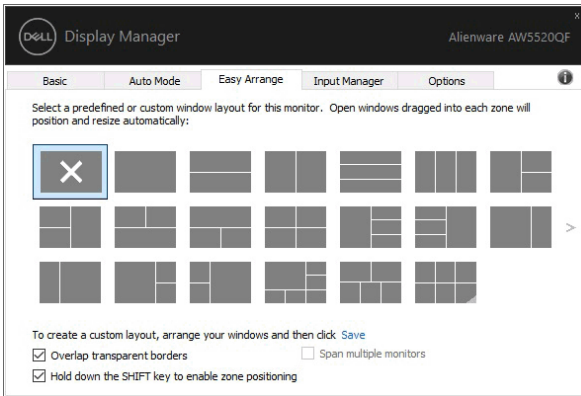 DELL Display Manager
Alienware AW5520QF
Basic Auto Mode Easy Arrange Input Manager Options
Select a predefined or custom window layout for this monitor. Open windows dragged into each zone will
position and resize automatically:
To create a custom layout, arrange your windows and then click Save
Overlap transparent borders
Span multiple monitors
Hold down the SHIFT key to enable zone positioning